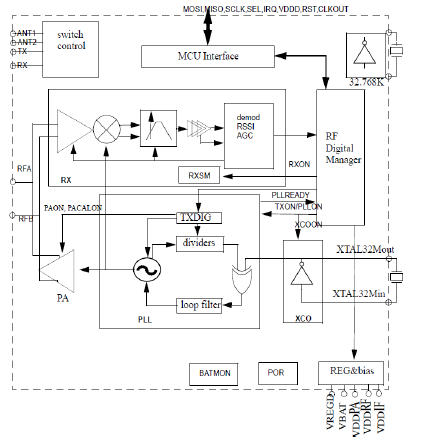 MOSI,MISO,SCLK,SEL,IRQ,VDD,RST,CLKOUT
ANT1
ANT2
TX
RX
switch
control
MCU Interface
32.768K
demod
RSSI
AGC
RF
Digital
Manager
RXON
RX
RXSM
RFA
RFB
PLLREADY
TXON/PLLON
XCOON
PAON, PACALON
TXDIG
dividers
loop filter
PLL
PA
XCO
XTAL32Mout
XTAL32Min
BATMON
POR
REG&bias
VREGD
VBAT
VDDPA
VDDRF
VDDIF